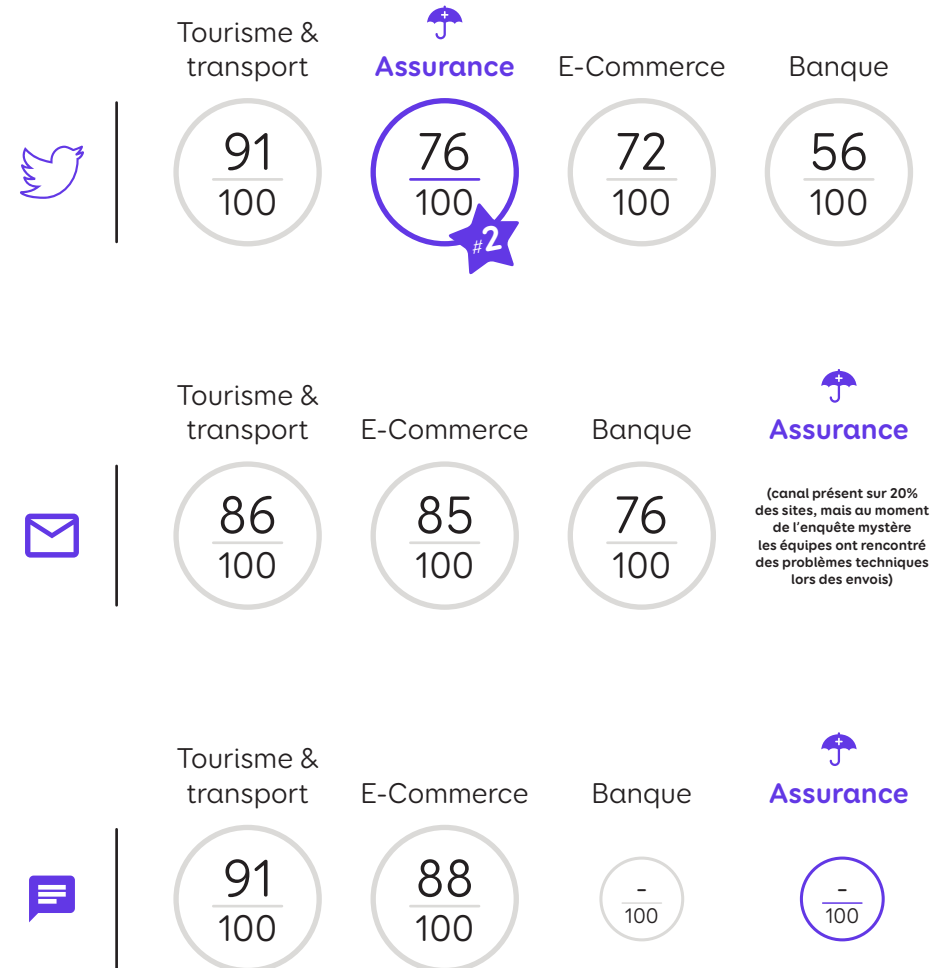 Tourisme &
transport
Assurance
E-Commerce
Banque
91
100
76
100
#2
72
100
56
100
Tourisme &
transport
E-Commerce
Banque
Assurance
86
100
85
100
76
100
(canal présent sur 20%
des sites, mais au moment
de l'enquête mystère
les équipes ont rencontré
des problèmes techniques
lors des envois)
Tourisme &
transport
E-Commerce
Banque
Assurance
91
100
88
100
-
100
-
100